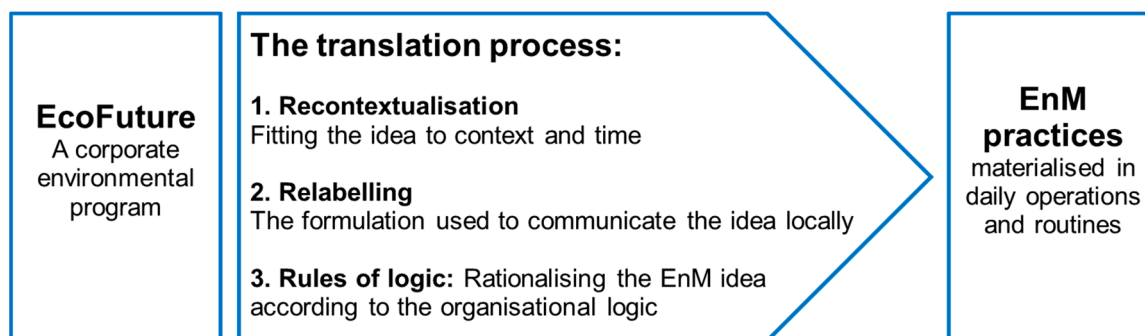 EcoFuture
A corporate
environmental
program
The translation process:
1. Recontextualisation
Fitting the idea to context and time
2. Relabelling
The formulation used to communicate the idea locally
3. Rules of logic: Rationalising the EnM idea
according to the organisational logic
EnM
practices
materialised in
daily operations
and routines